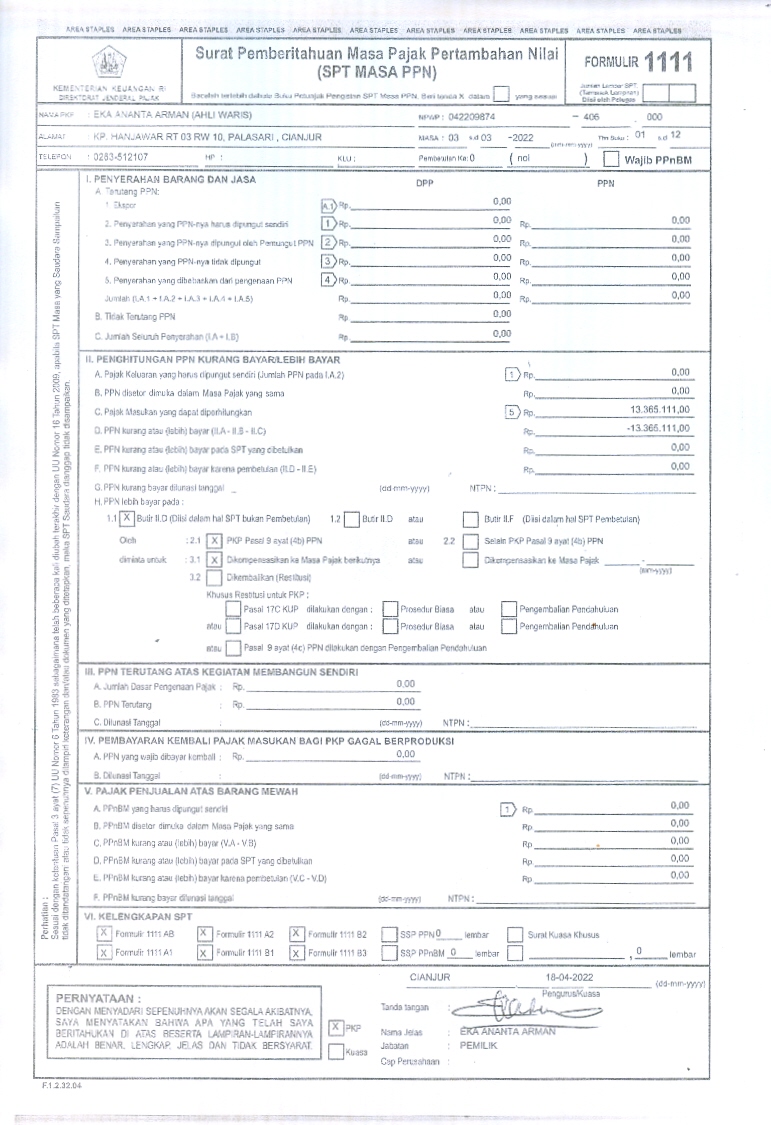 AREA STAPLES AREA STAPLES AREA STAPLES AREA STAPLES AREA STAPLES AREA STAPLES AREA STAPLES AREA STAPLES AREA STAPLES AREA STAPLES AREA STAPLES
KEMENTERIAN KEUANGAN RI
DIREKTORAT JENDERAL PAJAK
Surat Pemberitahuan Masa Pajak Pertambahan Nilai
(SPT MASA PPN)
Bacalah terlebih dahulu Buku Petunjuk Pengisian SPT Masa PPN, Beri tanda X dalam yang sesuai
FORMULIR 1111
Jumlah Lembar SPT:
(Termasuk Lampiran)
Diisi oleh Petugas
NAMA PKP : EKA ANANTA ARMAN (AHLI WARIS) NPWP : 042209874 – 406 . 000
ALAMAT : KP. HANJAWAR RT 03 RW 10, PALASARI , CIANJUR MASA : 03 s.d 03 -2022 (mm-mm-yyyy) Thn Buku : 01 s.d 12
TELEPON : 0263-512107 HP : KLU : Pembetulan Ke: 0 ( nol ) Wajib PPnBM
I. PENYERAHAN BARANG DAN JASA DPP PPN
A. Terutang PPN:
1. Ekspor A.1 Rp. 0,00
2. Penyerahan yang PPN-nya harus dipungut sendiri 1 Rp. 0,00 Rp. 0,00
3. Penyerahan yang PPN-nya dipungut oleh Pemungut PPN 2 Rp. 0,00 Rp. 0,00
4. Penyerahan yang PPN-nya tidak dipungut 3 Rp. 0,00 Rp. 0,00
5. Penyerahan yang dibebaskan dari pengenaan PPN 4 Rp. 0,00 Rp. 0,00
Jumlah (I.A.1 + I.A.2 + I.A.3 + I.A.4 + I.A.5) Rp. 0,00 Rp. 0,00
B. Tidak Terutang PPN Rp. 0,00
C. Jumlah Seluruh Penyerahan (I.A + I.B) Rp. 0,00
II. PENGHITUNGAN PPN KURANG BAYAR/LEBIH BAYAR
A. Pajak Keluaran yang harus dipungut sendiri (Jumlah PPN pada I.A.2) 1 Rp. 0,00
B. PPN disetor dimuka dalam Masa Pajak yang sama Rp. 0,00
C. Pajak Masukan yang dapat diperhitungkan 5 Rp. 13.365.111,00
D. PPN kurang atau (lebih) bayar (II.A - II.B - II.C) Rp. -13.365.111,00
E. PPN kurang atau (lebih) bayar pada SPT yang dibetulkan Rp. 0,00
F. PPN kurang atau (lebih) bayar karena pembetulan (II.D - II.E) Rp. 0,00
G. PPN kurang bayar dilunasi tanggal (dd-mm-yyyy) NTPN :
H. PPN lebih bayar pada :
1.1 X Butir II.D (Diisi dalam hal SPT bukan Pembetulan) 1.2 Butir II.D atau Butir II.F (Diisi dalam hal SPT Pembetulan)
Oleh : 2.1 X PKP Pasal 9 ayat (4b) PPN atau 2.2 Selain PKP Pasal 9 ayat (4b) PPN
diminta untuk : 3.1 X Dikompensasikan ke Masa Pajak berikutnya atau Dikompensasikan ke Masa Pajak -
(mm-yyyy)
3.2 Dikembalikan (Restitusi)
Khusus Restitusi untuk PKP :
Pasal 17C KUP dilakukan dengan : Prosedur Biasa atau Pengembalian Pendahuluan
atau Pasal 17D KUP dilakukan dengan : Prosedur Biasa atau Pengembalian Pendahuluan
atau Pasal 9 ayat (4c) PPN dilakukan dengan Pengembalian Pendahuluan
III. PPN TERUTANG ATAS KEGIATAN MEMBANGUN SENDIRI
A. Jumlah Dasar Pengenaan Pajak : Rp. 0,00
B. PPN Terutang : Rp. 0,00
C. Dilunasi Tanggal : (dd-mm-yyyy) NTPN :
IV. PEMBAYARAN KEMBALI PAJAK MASUKAN BAGI PKP GAGAL BERPRODUKSI
A. PPN yang wajib dibayar kembali : Rp. 0,00
B. Dilunasi Tanggal : (dd-mm-yyyy) NTPN :
V. PAJAK PENJUALAN ATAS BARANG MEWAH
A. PPnBM yang harus dipungut sendiri 1 Rp. 0,00
B. PPnBM disetor dimuka dalam Masa Pajak yang sama Rp. 0,00
C. PPnBM kurang atau (lebih) bayar (V.A - V.B) Rp. 0,00
D. PPnBM kurang atau (lebih) bayar pada SPT yang dibetulkan Rp. 0,00
E. PPnBM kurang atau (lebih) bayar karena pembetulan (V.C - V.D) Rp. 0,00
F. PPnBM kurang bayar dilunasi tanggal (dd-mm-yyyy) NTPN :
VI. KELENGKAPAN SPT
X Formulir 1111 AB X Formulir 1111 A2 X Formulir 1111 B2 SSP PPN 0 lembar Surat Kuasa Khusus
X Formulir 1111 A1 X Formulir 1111 B1 X Formulir 1111 B3 SSP PPnBM 0 lembar , 0 lembar
Perhatian :
Sesuai dengan ketentuan Pasal 3 ayat (7) UU Nomor 6 Tahun 1983 sebagaimana telah beberapa kali diubah terakhir dengan UU Nomor 16 Tahun 2009, apabila SPT Masa yang Saudara Sampaikan
tidak ditandatangani atau tidak sepenuhnya dilampiri keterangan dan/atau dokumen yang ditetapkan, maka SPT Saudara dianggap tidak disampaikan.
PERNYATAAN :
DENGAN MENYADARI SEPENUHNYA AKAN SEGALA AKIBATNYA,
SAYA MENYATAKAN BAHWA APA YANG TELAH SAYA
BERITAHUKAN DI ATAS BESERTA LAMPIRAN-LAMPIRANNYA
ADALAH BENAR, LENGKAP, JELAS DAN TIDAK BERSYARAT.
X PKP
Kuasa
CIANJUR 18-04-2022 (dd-mm-yyyy)
Pengurus/Kuasa
Tanda tangan :
Nama Jelas : EKA ANANTA ARMAN
Jabatan : PEMILIK
Cap Perusahaan :
F.1.2.32.04